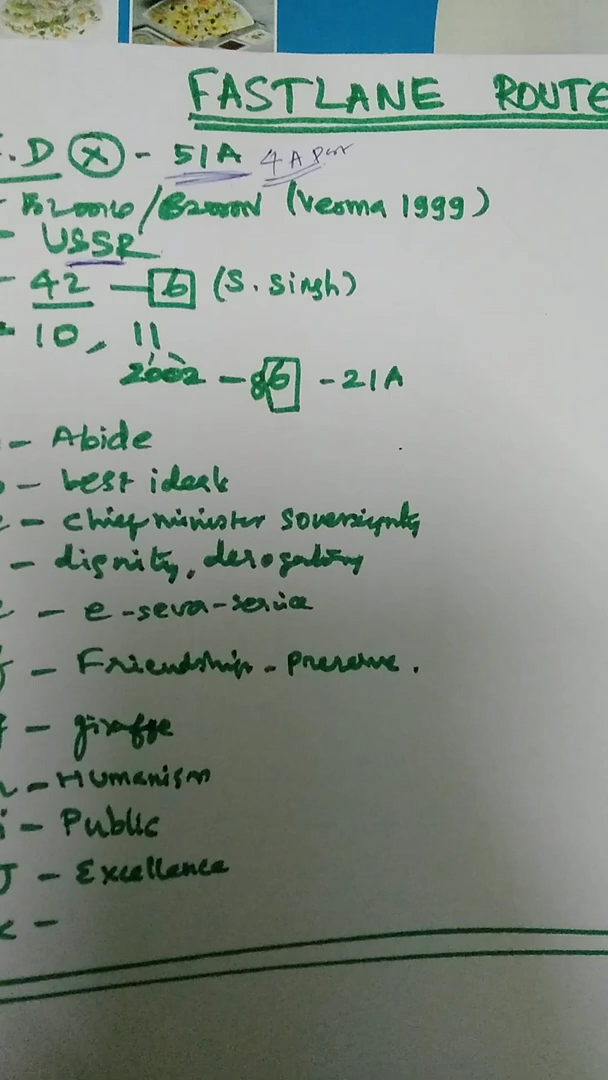 FASTLANE ROUTE
.D (X) - 51A 4A Part
(Verma 1999)
- USSR
- 42 - 6 (S. Singh)
- 10, 11
2002 - 86 - 21A
- Abide
- best ideals
- chief minister soversignty
- dignity, derogatory
- e-seva-service
f - Friendship - preserve.
- giraffe
h - Humanism
i - Public
J - Excellence
k -